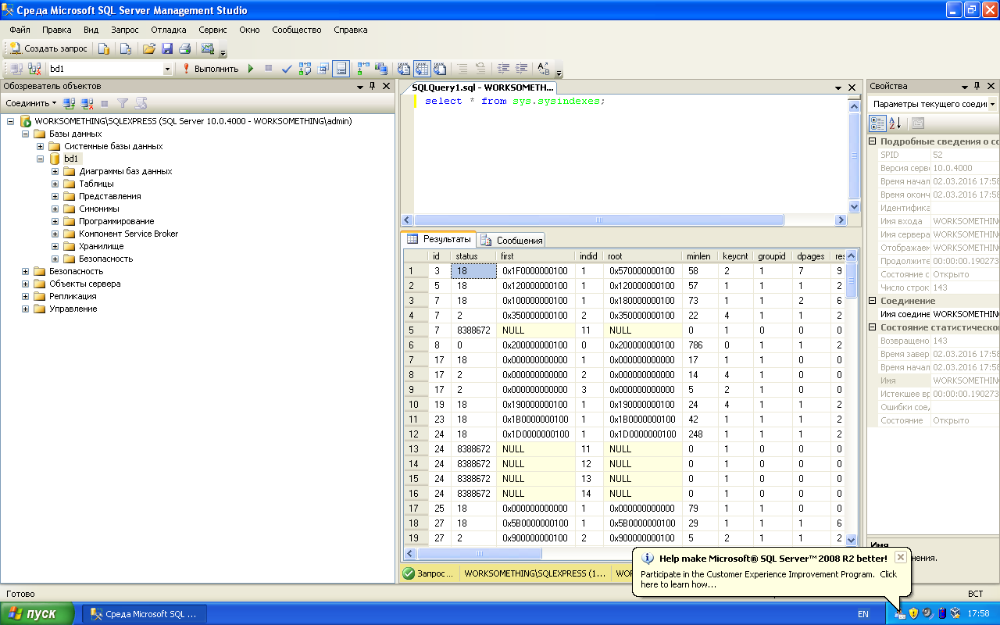 Среда Microsoft SQL Server Management Studio
Файл Правка Вид Запрос Отладка Сервис Окно Сообщество Справка
Создать запрос
bd1 Выполнить
Обозреватель объектов
Соединить
WORKSOMETHING\SQLEXPRESS (SQL Server 10.0.4000 - WORKSOMETHING\admin)
Базы данных
Системные базы данных
bd1
Диаграммы баз данных
Таблицы
Представления
Синонимы
Программирование
Компонент Service Broker
Хранилище
Безопасность
Безопасность
Объекты сервера
Репликация
Управление
SQLQuery1.sql - WORKSOMETH...
select * from sys.sysindexes;
Результаты Сообщения
id status first indid root minlen keycnt groupid dpages res
1 3 18 0x1F0000000100 1 0x570000000100 58 2 1 7 9
2 5 18 0x120000000100 1 0x120000000100 57 1 1 1 2
3 7 18 0x100000000100 1 0x180000000100 73 1 1 2 6
4 7 2 0x350000000100 2 0x350000000100 22 4 1 1 2
5 7 8388672 NULL 11 NULL 0 1 0 0 0
6 8 0 0x200000000100 0 0x200000000100 786 0 1 1 2
7 17 18 0x000000000000 1 0x000000000000 17 1 1 0 0
8 17 2 0x000000000000 2 0x000000000000 14 4 1 0 0
9 17 2 0x000000000000 3 0x000000000000 5 2 1 0 0
10 19 18 0x190000000100 1 0x190000000100 24 4 1 1 2
11 23 18 0x1B0000000100 1 0x1B0000000100 42 1 1 1 2
12 24 18 0x1D0000000100 1 0x1D0000000100 248 1 1 1 2
13 24 8388672 NULL 11 NULL 0 1 0 0 0
14 24 8388672 NULL 12 NULL 0 1 0 0 0
15 24 8388672 NULL 13 NULL 0 1 0 0 0
16 24 8388672 NULL 14 NULL 0 1 0 0 0
17 25 18 0x000000000000 1 0x000000000000 79 1 1 0 0
18 27 18 0x5B0000000100 1 0x5B0000000100 29 1 1 1 6
19 27 2 0x900000000100 2 0x900000000100 5 2 1 1 2
Запрос... WORKSOMETHING\SQLEXPRESS (1...
Свойства
Параметры текущего соеди
Подробные сведения о со
SPID 52
Версия серв 10.0.4000
Время начал 02.03.2016 17:58
Время оконч 02.03.2016 17:58
Идентифика
Имя входа WORKSOMETHING
Имя сервера WORKSOMETHING
Отображаем WORKSOMETHING
Продолжите 00:00:00.190273
Состояние с Открыто
Число строк 143
Соединение
Имя соедине WORKSOMETHING
Состояние статистическо
Возвращено 143
Время завер 02.03.2016 17:58
Время начал 02.03.2016 17:58
Имя WORKSOMETHING
Истекшее вр 00:00:00.190273
Ошибки сое,
Состояние Открыто
Help make Microsoft® SQL Server™ 2008 R2 better!
Participate in the Customer Experience Improvement Program. Click
here to learn how...
Готово ВСТ
пуск Среда Microsoft SQL ... EN 17:58